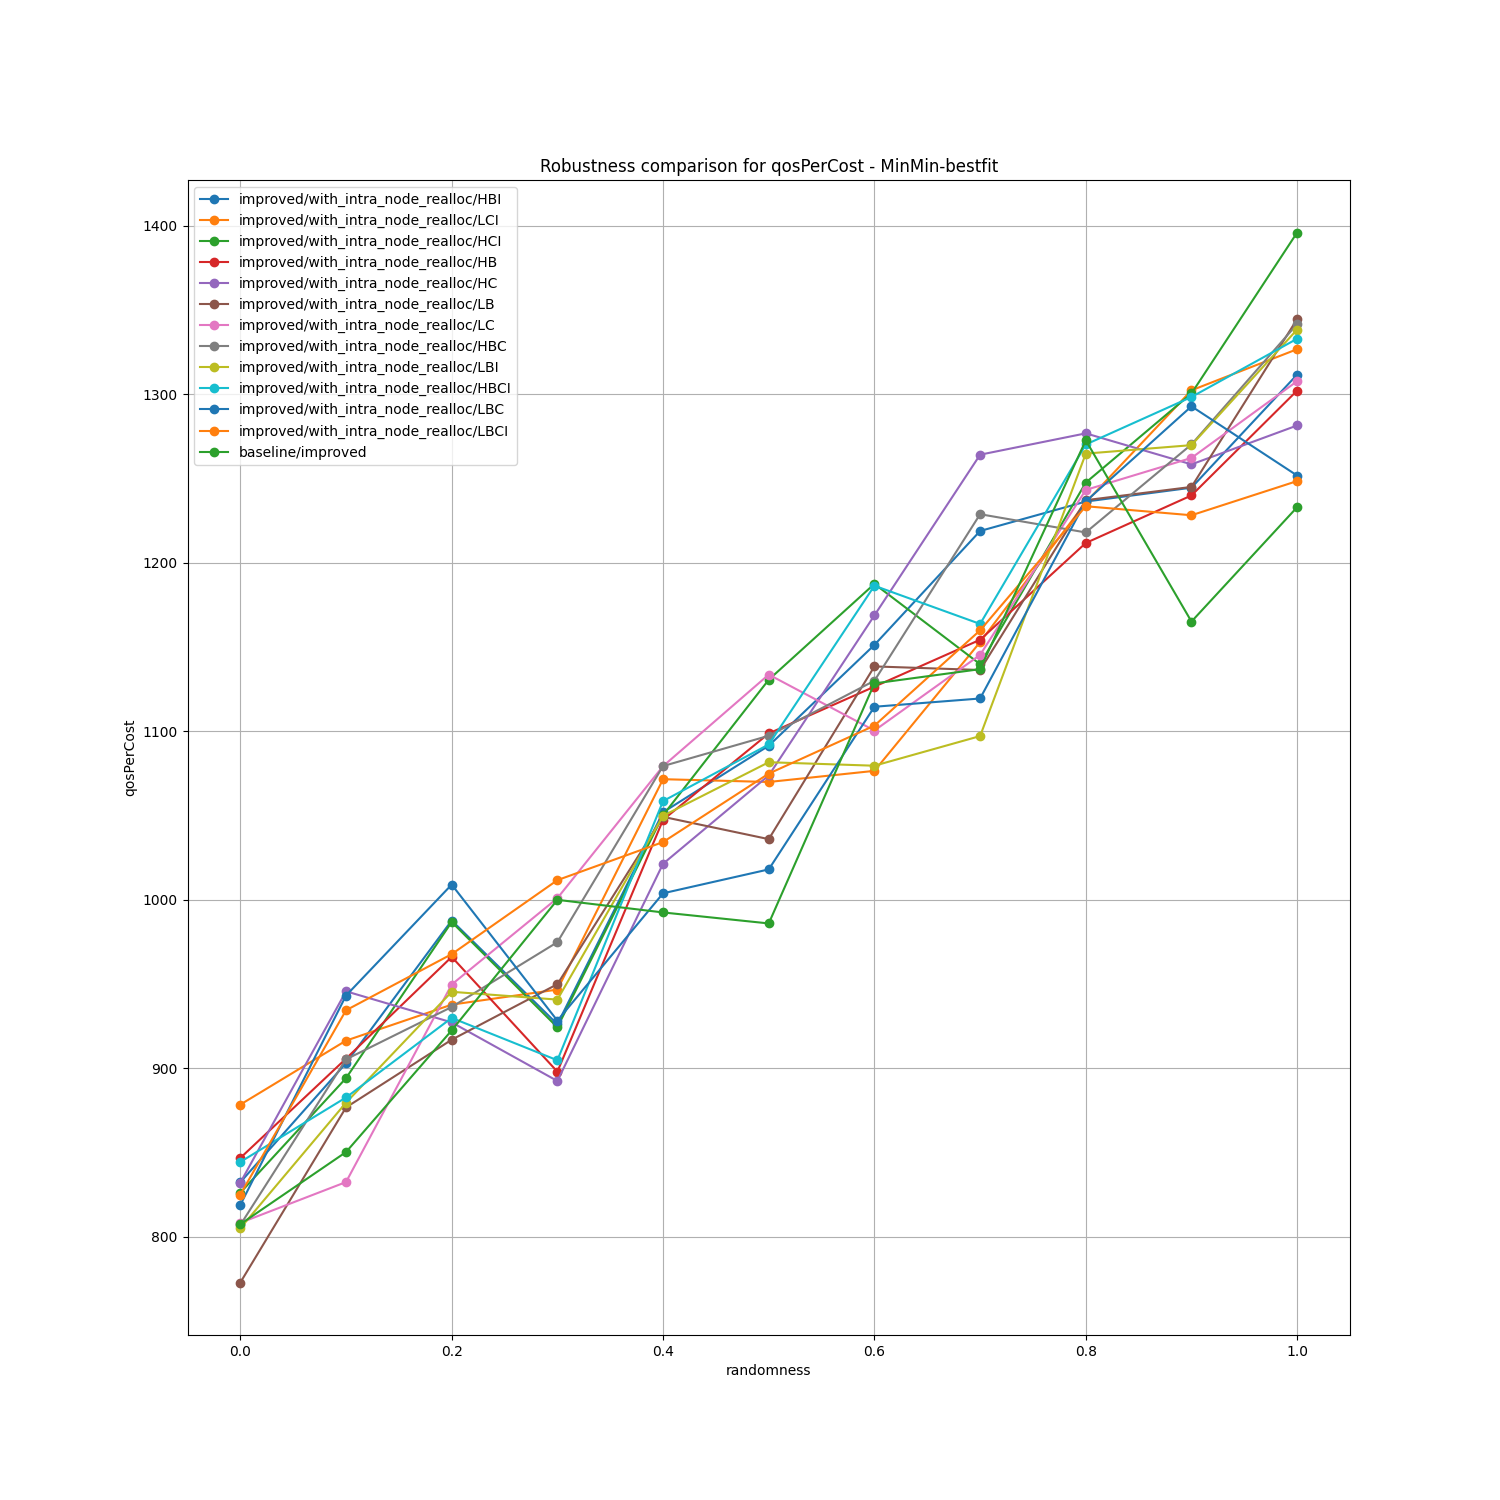 Robustness comparison for qosPerCost - MinMin-bestfit
improved/with_intra_node_realloc/HBI
improved/with_intra_node_realloc/LCI
improved/with_intra_node_realloc/HCI
improved/with_intra_node_realloc/HB
improved/with_intra_node_realloc/HC
improved/with_intra_node_realloc/LB
improved/with_intra_node_realloc/LC
improved/with_intra_node_realloc/HBC
improved/with_intra_node_realloc/LBI
improved/with_intra_node_realloc/HBCI
improved/with_intra_node_realloc/LBC
improved/with_intra_node_realloc/LBCI
baseline/improved
1400
1300
1200
1100
1000
900
800
qosPerCost
0.0 0.2 0.4 0.6 0.8 1.0
randomness